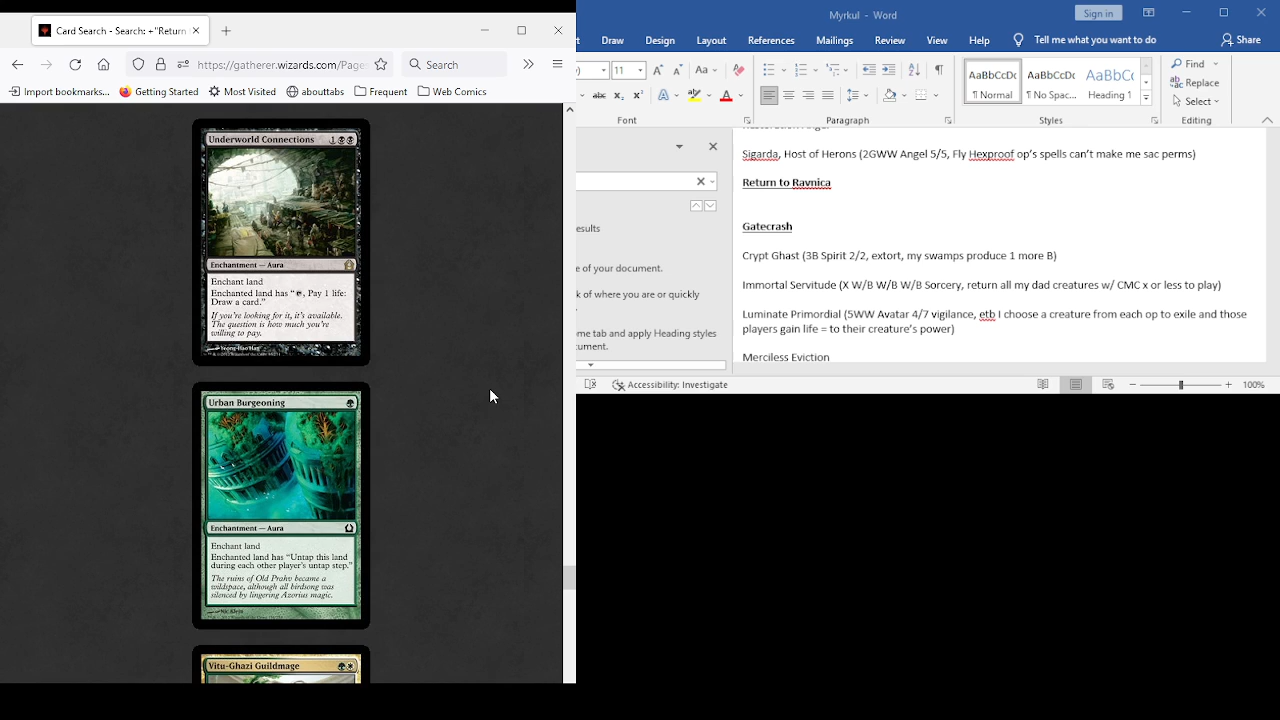 Card Search - Search: +"Return
https://gatherer.wizards.com/Page
Search
Import bookmarks...
Getting Started
Most Visited
abouttabs
Frequent
Web Comics
Underworld Connections
1
Enchantment — Aura
Enchant land
Enchanted land has “, Pay 1 life:
Draw a card.”
If you’re looking for it, it’s available.
The question is how much you’re
willing to pay.
Urban Burgeoning
Enchantment — Aura
Enchant land
Enchanted land has “Untap this land
during each other player’s untap step.”
The ruins of Old Prahv became a
wildspace, although all birdsong was
silenced by lingering Azorius magic.
Vitu-Ghazi Guildmage
Myrkul - Word
Sign in
Draw
Design
Layout
References
Mailings
Review
View
Help
Tell me what you want to do
Share
11
Aa
abc
x₂
x²
A
Font
Paragraph
AaBbCcDc
¶ Normal
AaBbCcDc
¶ No Spac...
AaBbCc
Heading 1
Styles
Find
Replace
Select
Editing
esults
e of your document.
k of where you are or quickly
me tab and apply Heading styles
cument.
Sigarda, Host of Herons (2GWW Angel 5/5, Fly Hexproof op’s spells can’t make me sac perms)
Return to Ravnica
Gatecrash
Crypt Ghast (3B Spirit 2/2, extort, my swamps produce 1 more B)
Immortal Servitude (X W/B W/B W/B Sorcery, return all my dad creatures w/ CMC x or less to play)
Luminate Primordial (5WW Avatar 4/7 vigilance, etb I choose a creature from each op to exile and those
players gain life = to their creature’s power)
Merciless Eviction
Accessibility: Investigate
100%